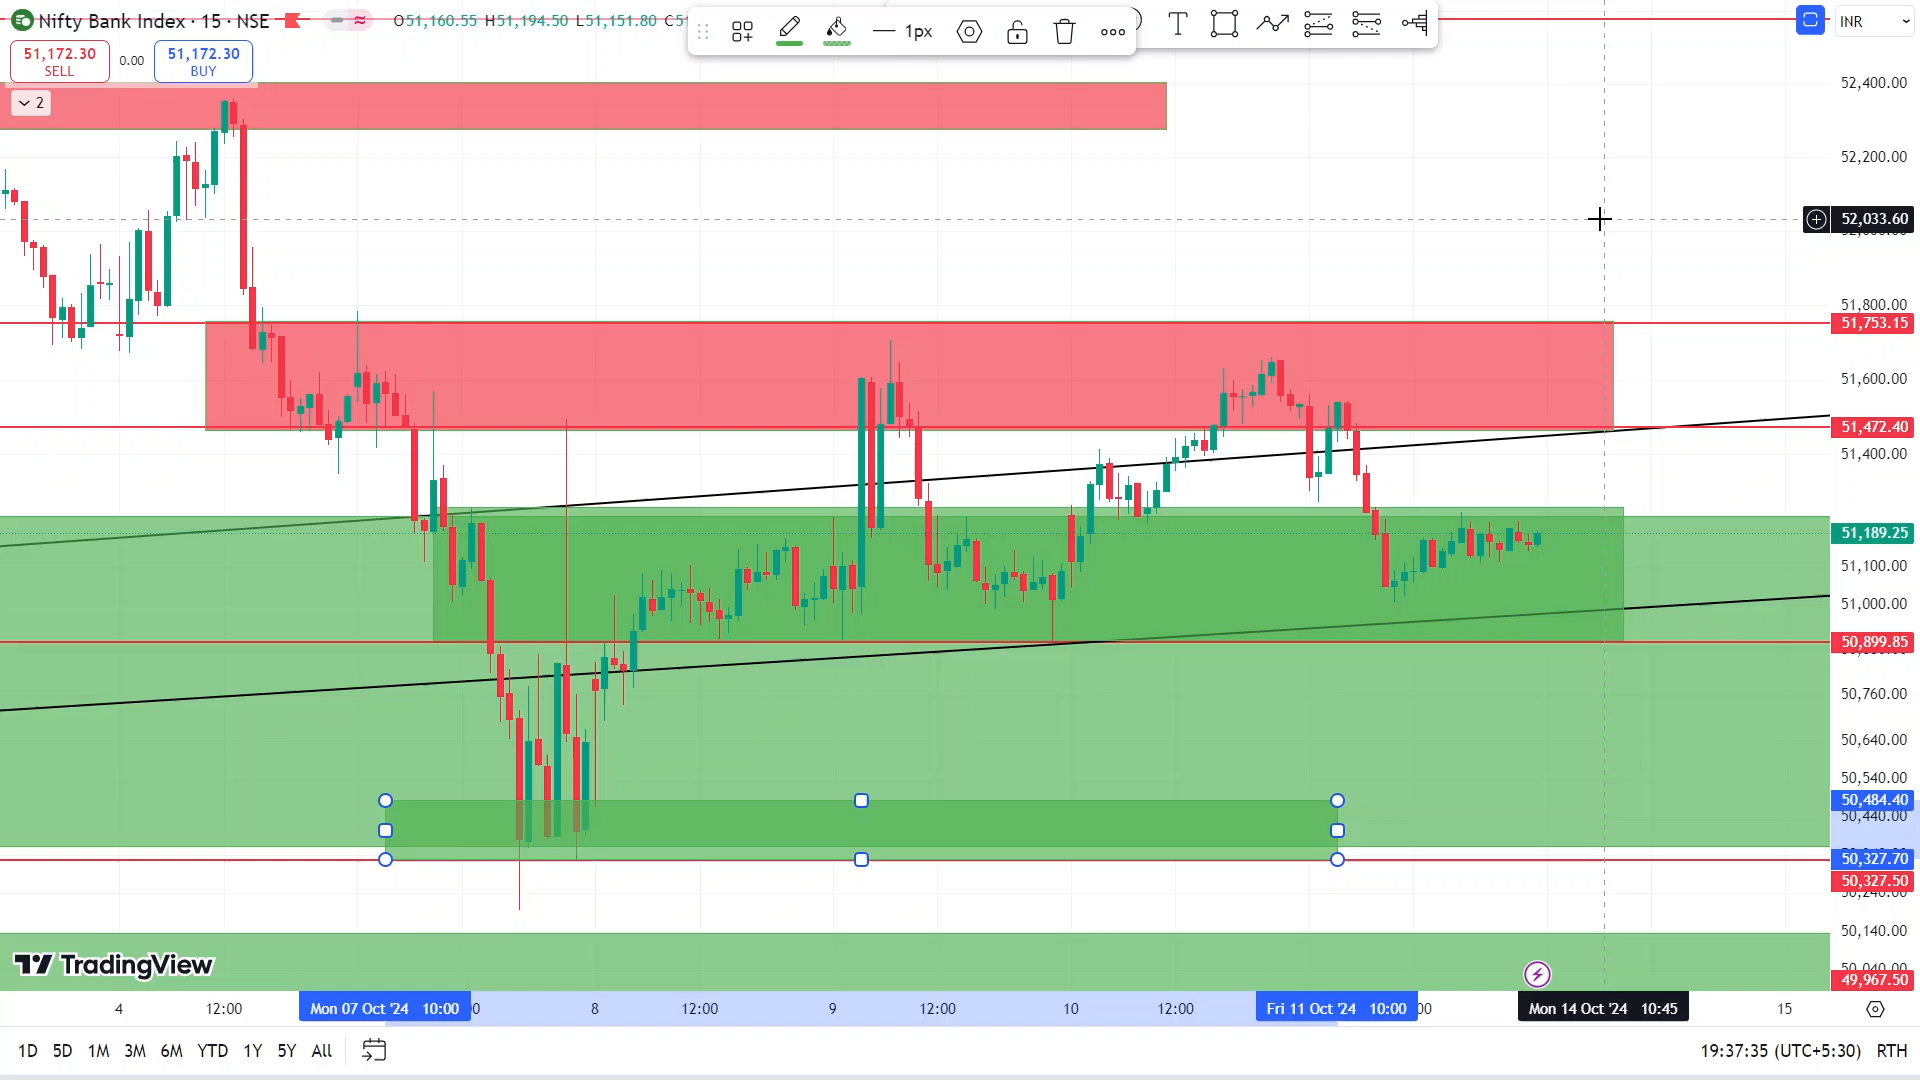 Nifty Bank Index · 15 · NSE
O51,160.55 H51,194.50 L51,151.80 C5
1px
INR
51,172.30
SELL
0.00
51,172.30
BUY
2
52,400.00
52,200.00
52,033.60
51,800.00
51,753.15
51,600.00
51,472.40
51,400.00
51,189.25
51,100.00
51,000.00
50,899.85
50,760.00
50,640.00
50,540.00
50,484.40
50,440.00
50,327.70
50,327.50
50,140.00
49,967.50
TradingView
4
12:00
Mon 07 Oct '24 10:00
8
12:00
9
12:00
10
12:00
Fri 11 Oct '24 10:00
Mon 14 Oct '24 10:45
15
1D 5D 1M 3M 6M YTD 1Y 5Y All
19:37:35 (UTC+5:30) RTH